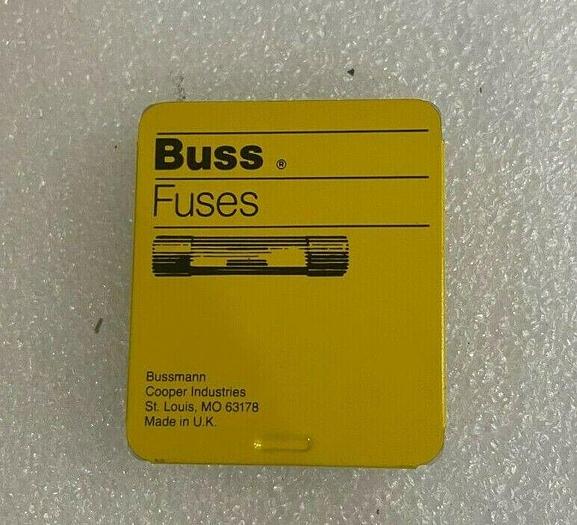 Buss ®
Fuses
Bussmann
Cooper Industries
St. Louis, MO 63178
Made in U.K.